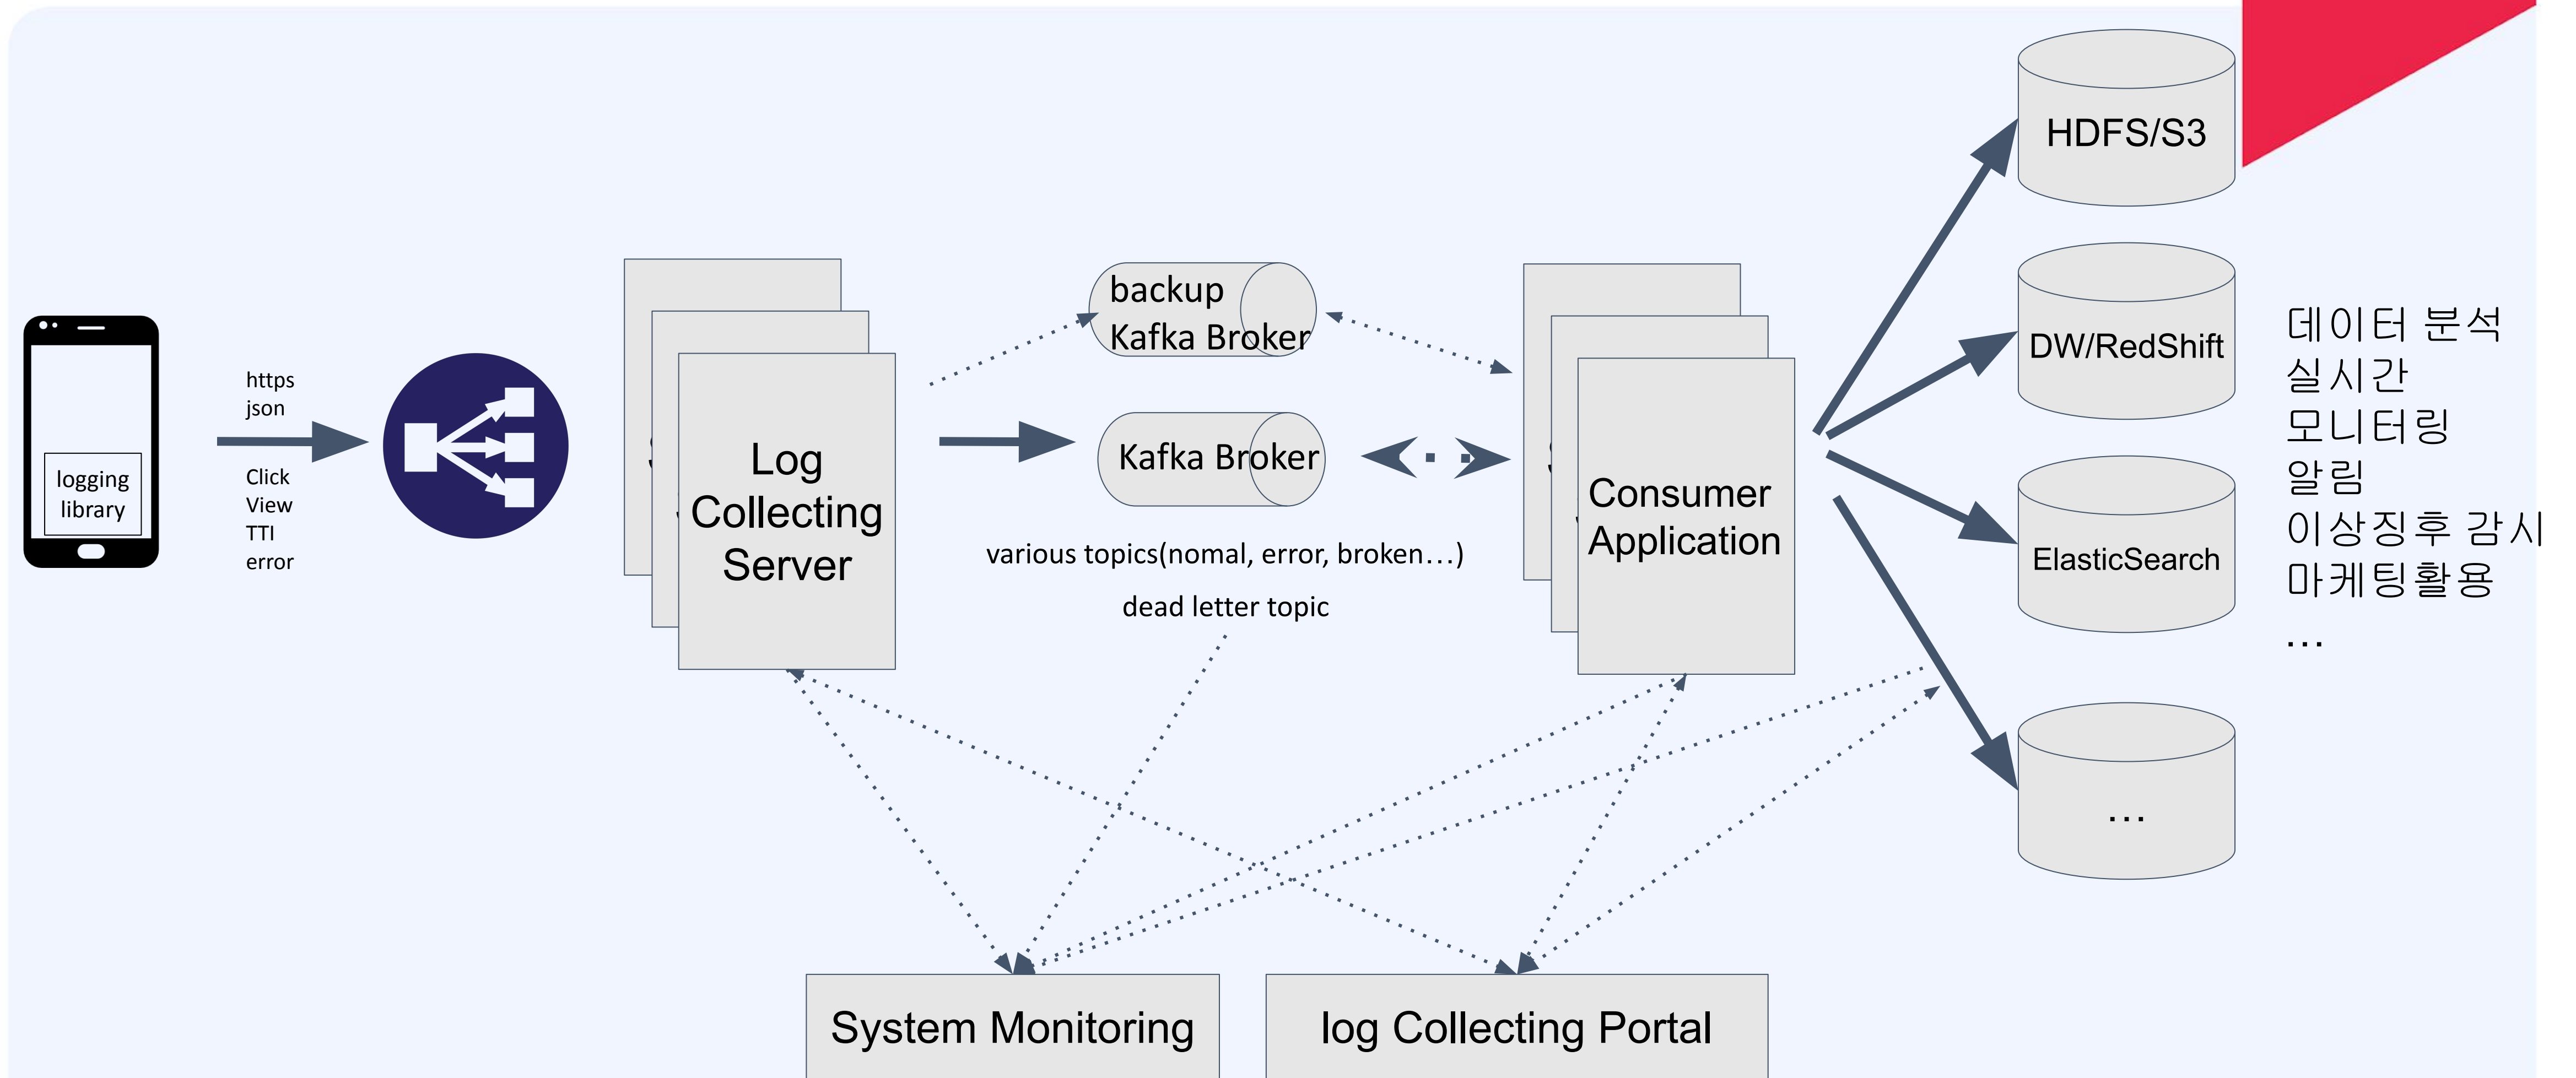 logging
library
https
json
Click
View
TTI
error
Log
Collecting
Server
backup
Kafka Broker
Kafka Broker
various topics(nomal, error, broken...)
dead letter topic
Consumer
Application
HDFS/S3
DW/RedShift
ElasticSearch
...
데이터 분석
실시간
모니터링
알림
이상징후 감시
마케팅활용
...
System Monitoring
log Collecting Portal